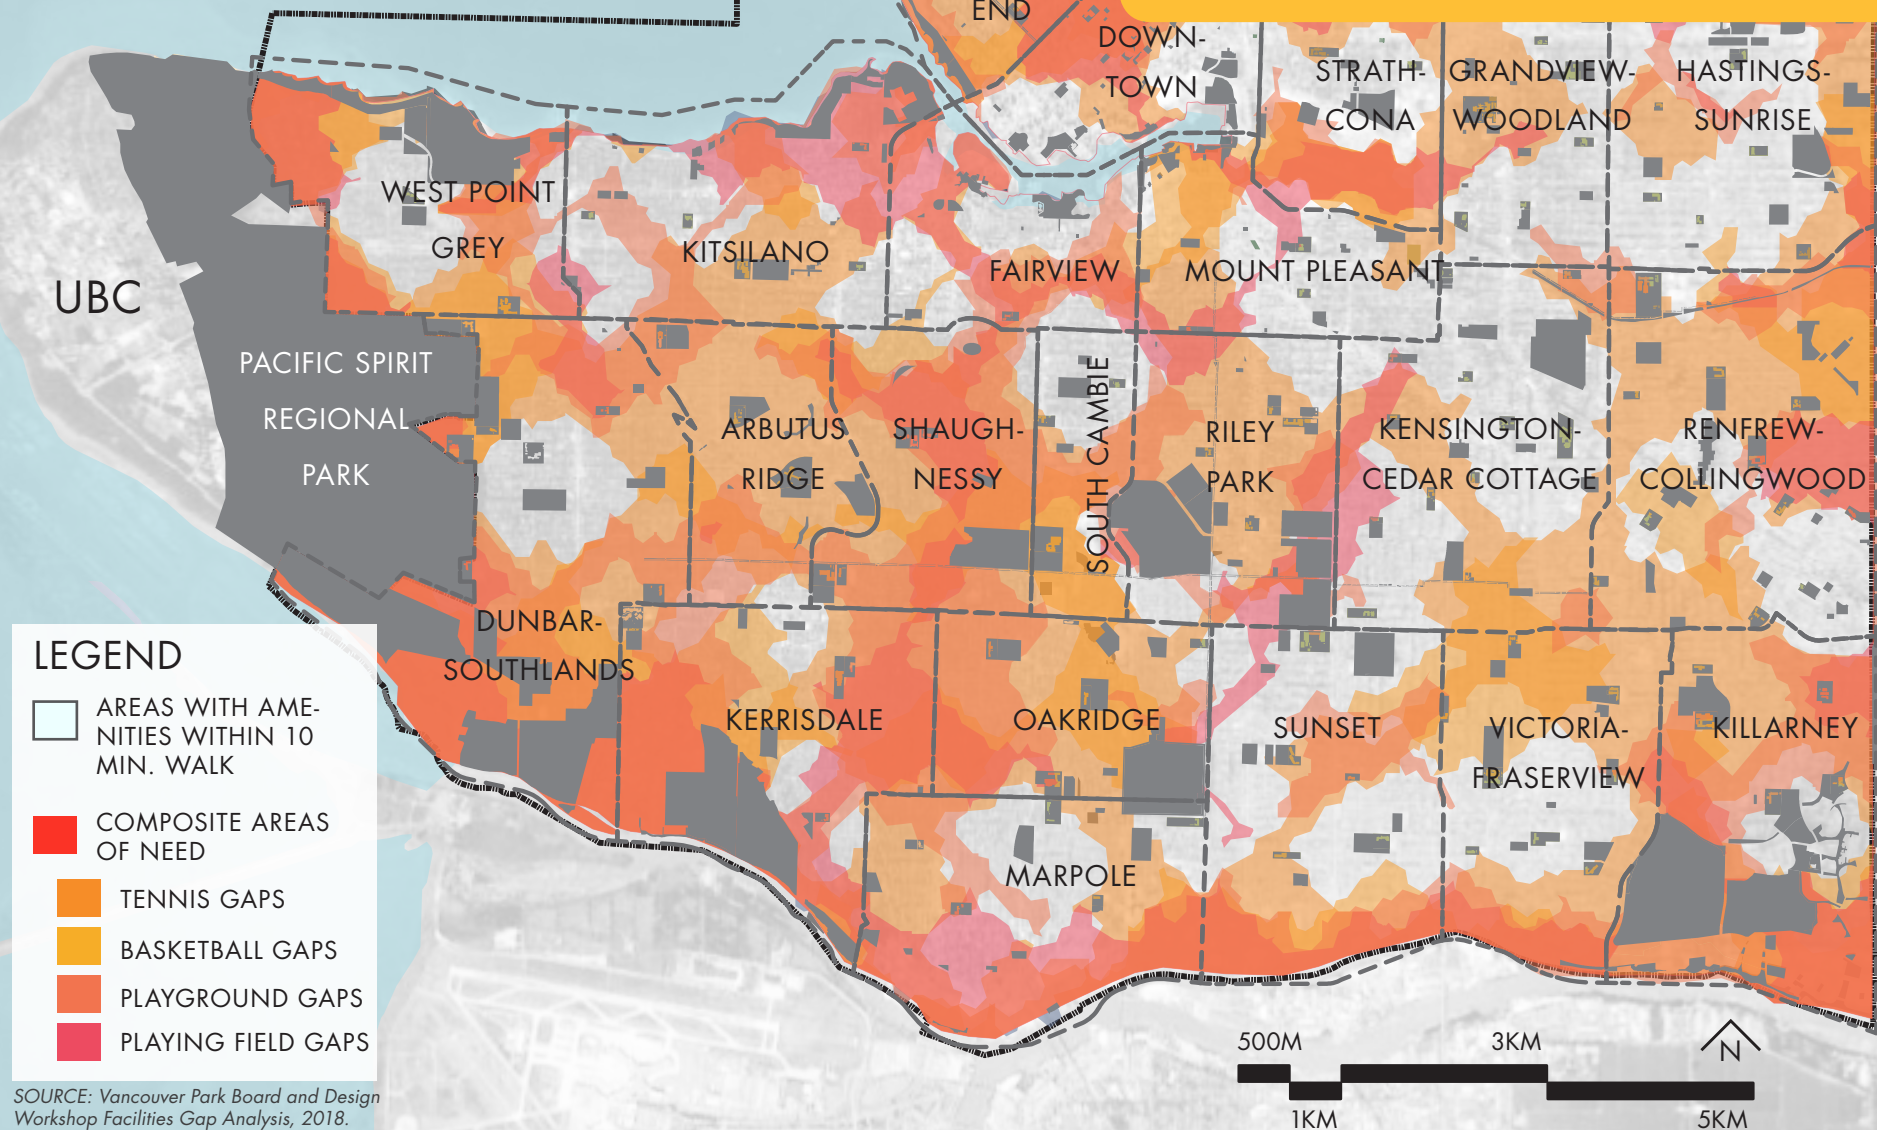 END
DOWN-
TOWN
STRATH-
CONA
GRANDVIEW-
WOODLAND
HASTINGS-
SUNRISE
WEST POINT
GREY
KITSILANO
FAIRVIEW
MOUNT PLEASANT
UBC
PACIFIC SPIRIT
REGIONAL
PARK
ARBUTUS
RIDGE
SHAUGH-
NESSY
SOUTH CAMBIE
RILEY
PARK
KENSINGTON-
CEDAR COTTAGE
RENFREW-
COLLINGWOOD
DUNBAR-
SOUTHLANDS
KERRISDALE
OAKRIDGE
SUNSET
VICTORIA-
FRASERVIEW
KILLARNEY
MARPOLE
LEGEND
AREAS WITH AME-
NITIES WITHIN 10
MIN. WALK
COMPOSITE AREAS
OF NEED
TENNIS GAPS
BASKETBALL GAPS
PLAYGROUND GAPS
PLAYING FIELD GAPS
SOURCE: Vancouver Park Board and Design
Workshop Facilities Gap Analysis, 2018.
500M
3KM
N
1KM
5KM